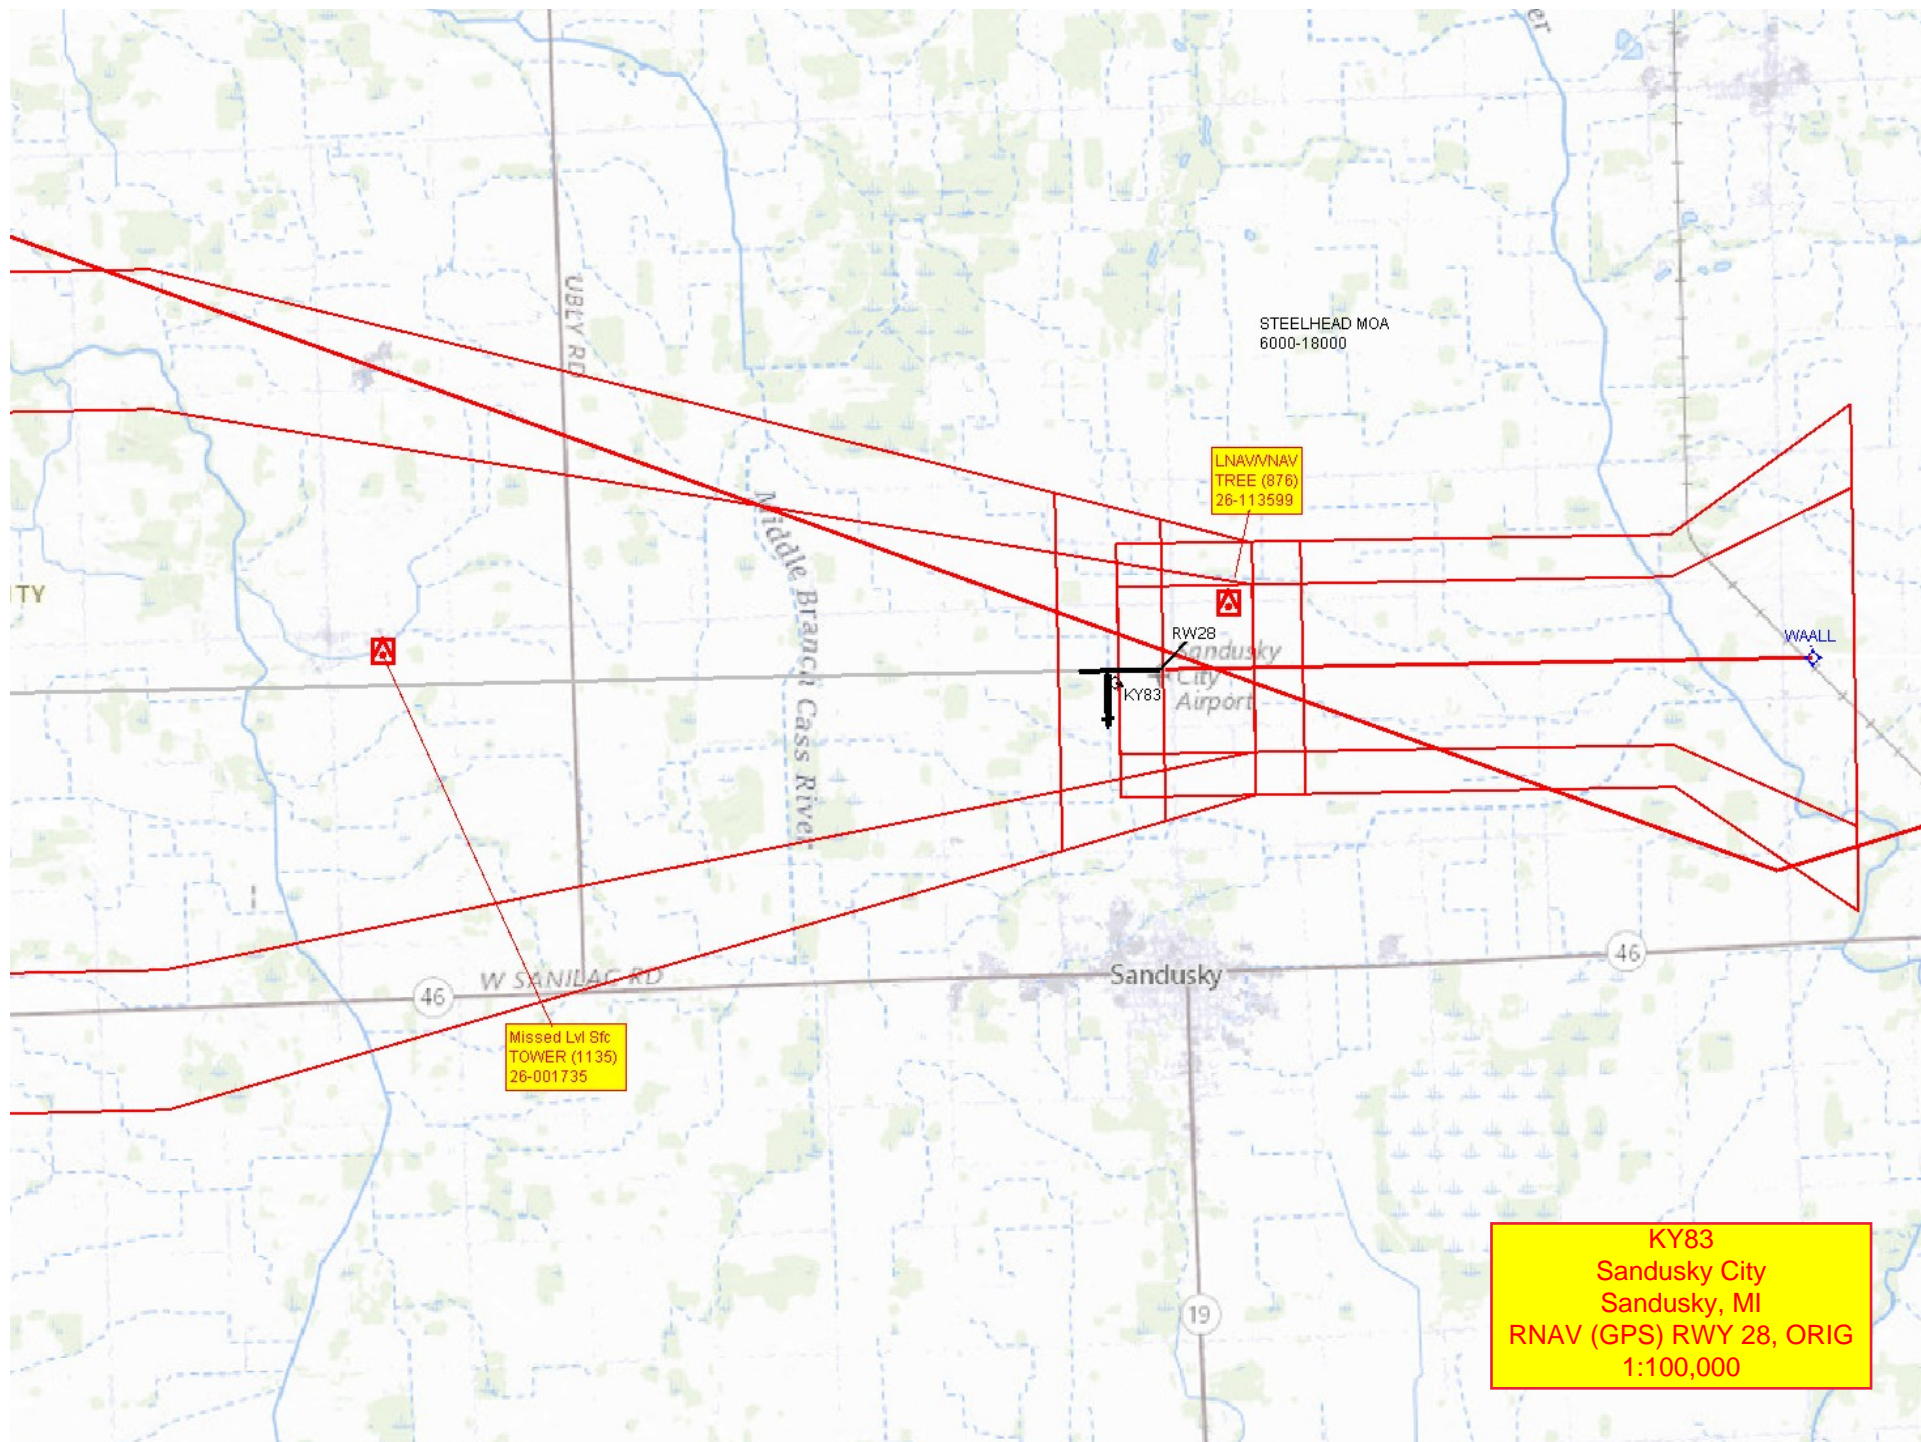 er
UBLY RD
STEELHEAD MOA
6000-18000
LNAV/VNAV
TREE (876)
26-113599
Middle Branch Cass River
TY
RW28
WAALL
Sandusky
City
Airport
KY83
46
W SANILAC RD
46
Sandusky
Missed Lvl Sfc
TOWER (1135)
26-001735
19
KY83
Sandusky City
Sandusky, MI
RNAV (GPS) RWY 28, ORIG
1:100,000